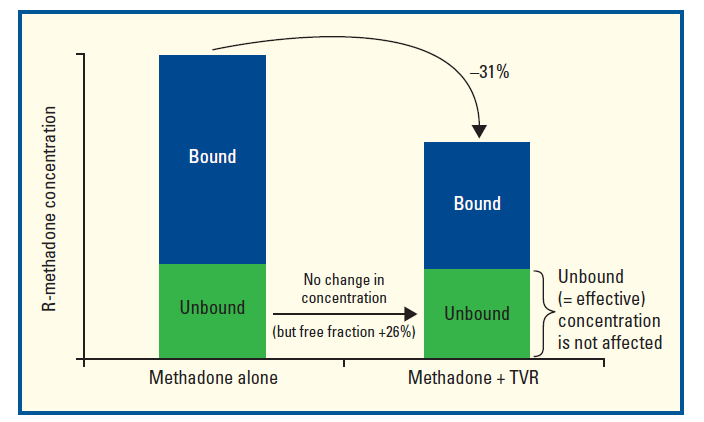 R-methadone concentration
–31%
Bound
Bound
Unbound
No change in
concentration
(but free fraction +26%)
Unbound
Unbound
(= effective)
concentration
is not affected
Methadone alone
Methadone + TVR